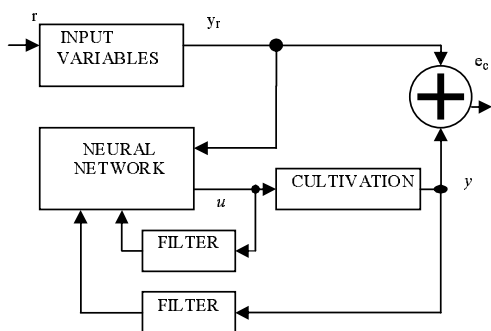 r
yr
INPUT
VARIABLES
ec
NEURAL
NETWORK
u
CULTIVATION
y
FILTER
FILTER